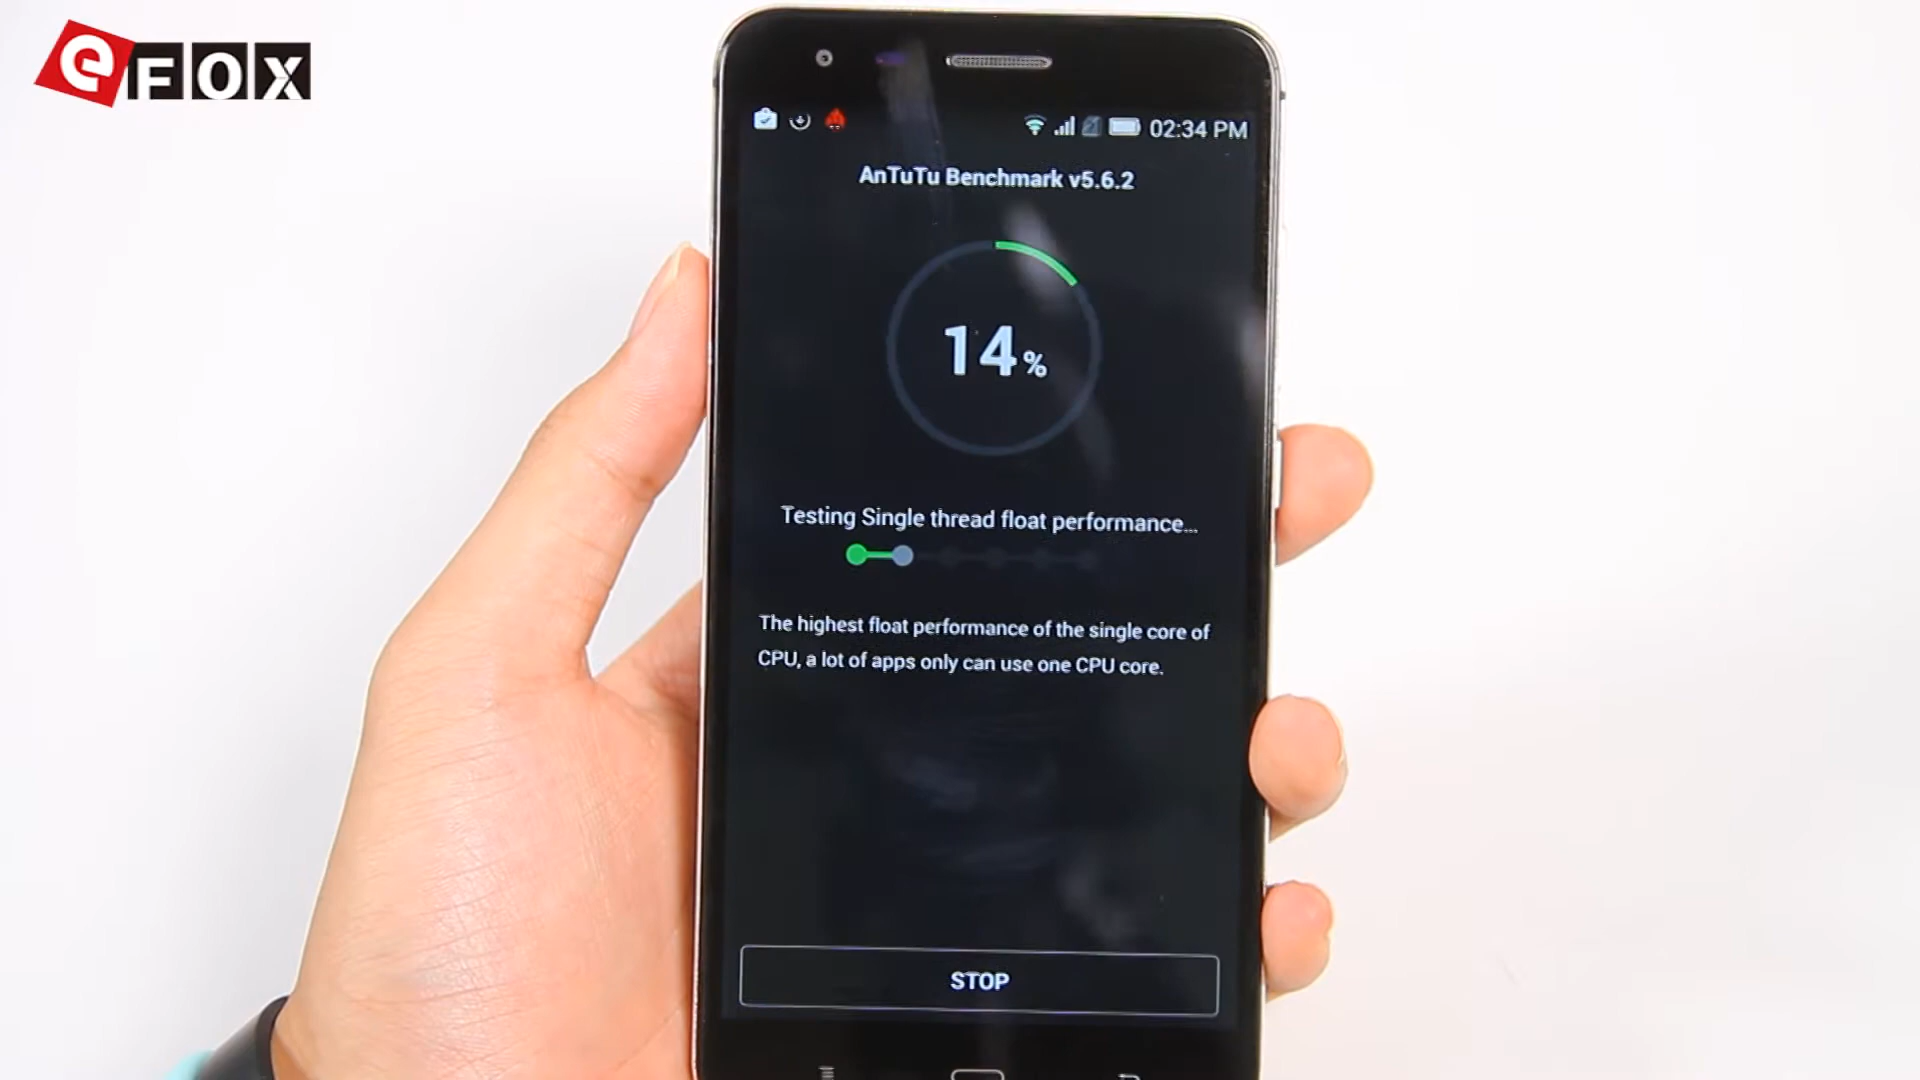 eFOX
02:34 PM
AnTuTu Benchmark v5.6.2
14%
Testing Single thread float performance...
The highest float performance of the single core of
CPU, a lot of apps only can use one CPU core.
STOP